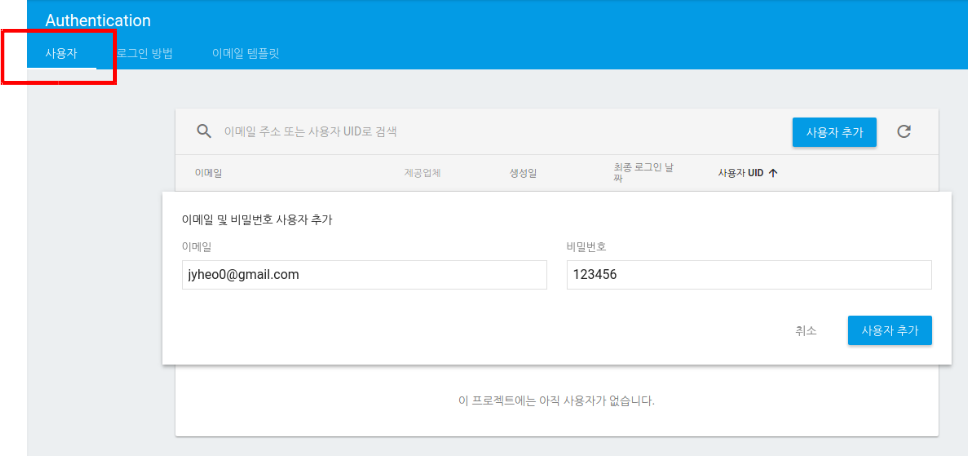 Authentication
사용자 로그인 방법 이메일 템플릿
이메일 주소 또는 사용자 UID로 검색 사용자 추가
이메일 제공업체 생성일 최종 로그인 날
짜 사용자 UID
이메일 및 비밀번호 사용자 추가
이메일 비밀번호
jyheo0@gmail.com 123456
취소 사용자 추가
이 프로젝트에는 아직 사용자가 없습니다.